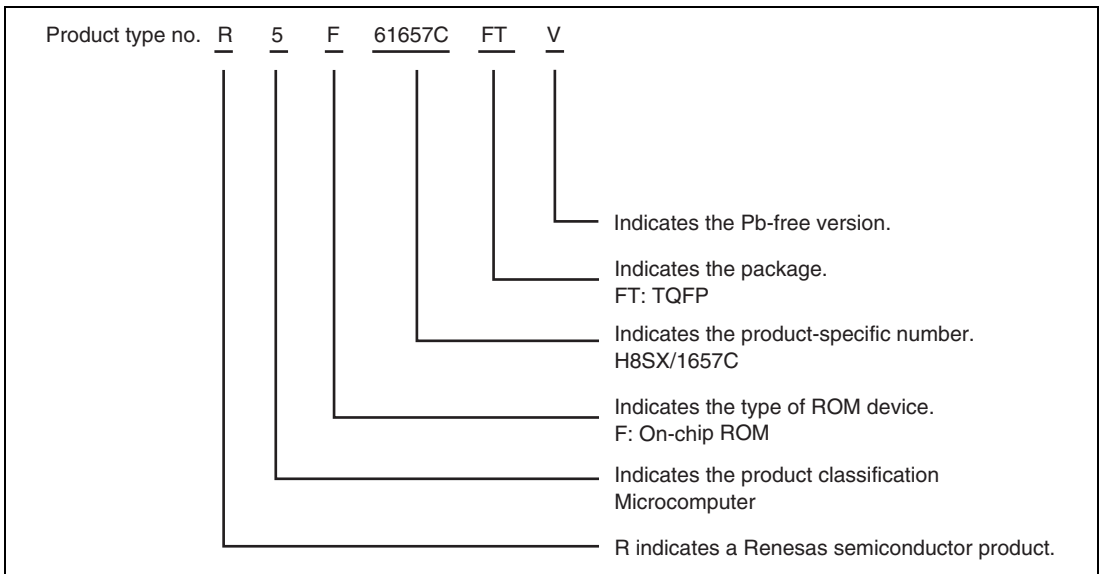 Product type no. R 5 F 61657C FT V
Indicates the Pb-free version.
Indicates the package.
FT: TQFP
Indicates the product-specific number.
H8SX/1657C
Indicates the type of ROM device.
F: On-chip ROM
Indicates the product classification
Microcomputer
R indicates a Renesas semiconductor product.